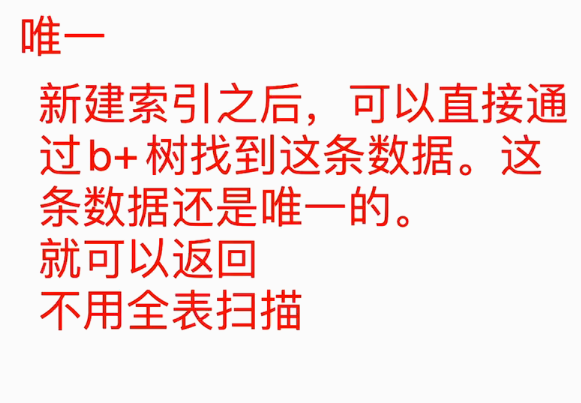 唯一
新建索引之后，可以直接通
过b+树找到这条数据。这
条数据还是唯一的。
就可以返回
不用全表扫描